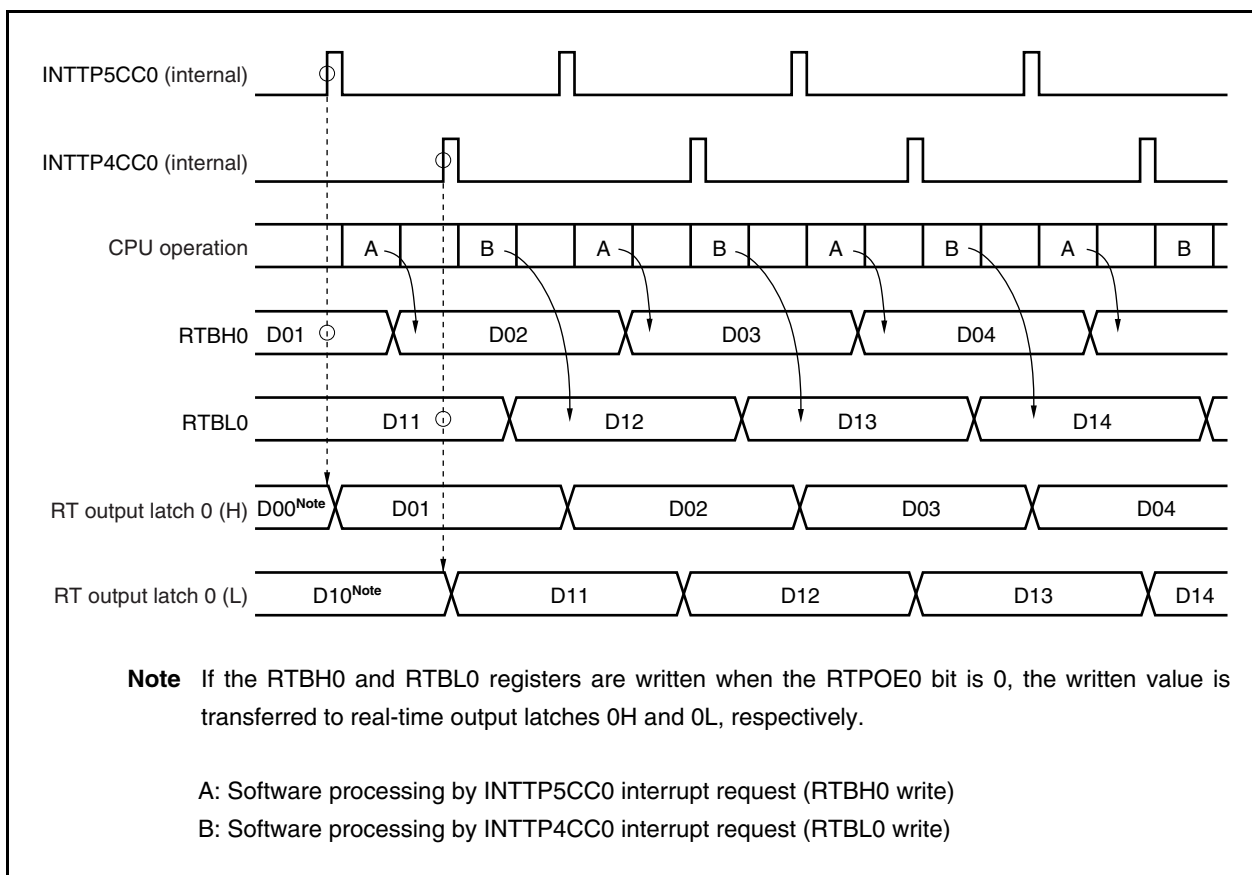 INTTP5CC0 (internal)
INTTP4CC0 (internal)
CPU operation A B A B A B A B
RTBH0 D01 D02 D03 D04
RTBL0 D11 D12 D13 D14
RT output latch 0 (H) D00Note D01 D02 D03 D04
RT output latch 0 (L) D10Note D11 D12 D13 D14
Note If the RTBH0 and RTBL0 registers are written when the RTPOE0 bit is 0, the written value is
transferred to real-time output latches 0H and 0L, respectively.
A: Software processing by INTTP5CC0 interrupt request (RTBH0 write)
B: Software processing by INTTP4CC0 interrupt request (RTBL0 write)